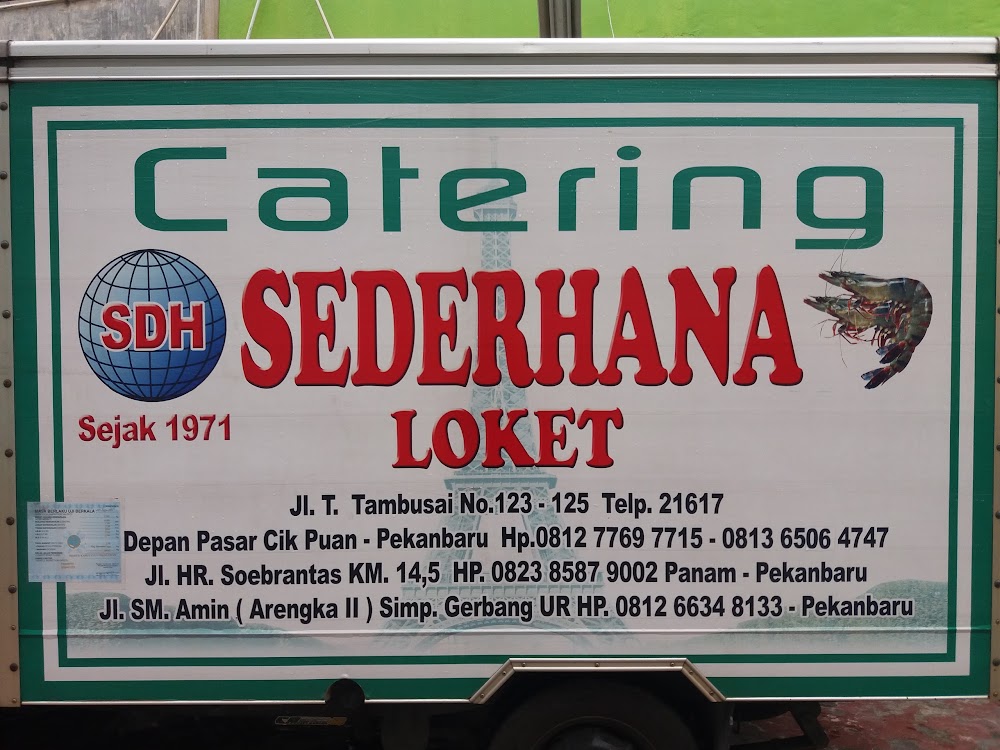 Catering
SDH
SEDERHANA
Sejak 1971
LOKET
Jl. T. Tambusai No.123 - 125 Telp. 21617
Depan Pasar Cik Puan - Pekanbaru Hp.0812 7769 7715 - 0813 6506 4747
Jl. HR. Soebrantas KM. 14,5 HP. 0823 8587 9002 Panam - Pekanbaru
Jl. SM. Amin ( Arengka II ) Simp. Gerbang UR HP. 0812 6634 8133 - Pekanbaru